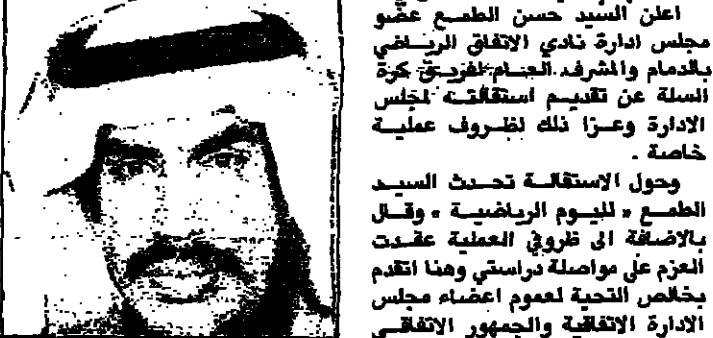 اعلن السيد حسن الطمع عضو
مجلس ادارة نادي الاتفاق الرياضي
بالدمام والمشرف العام لفريق كرة
السلة عن تقديم استقالته لمجلس
الادارة وعزا ذلك لظروف عملية
خاصة .
وحول الاستقالة تحدث السيد
الطمع « لليوم الرياضية » وقال
بالاضافة الى ظروفي العملية عقدت
العزم على مواصلة دراستي وهنا اتقدم
بخالص التحية لعموم اعضاء مجلس
الادارة الاتفاقية والجمهور الاتفاقي